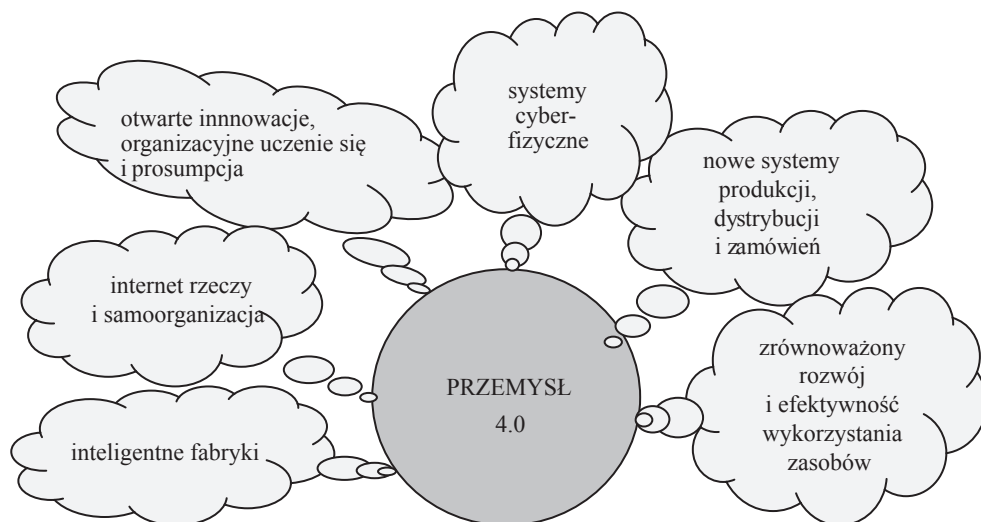 systemy
cyber-
fizyczne
otwarte innnowacje,
organizacyjne uczenie się
i prosumpcja
nowe systemy
produkcji,
dystrybucji
i zamówień
internet rzeczy
i samoorganizacja
zrównoważony
rozwój
i efektywność
wykorzystania
zasobów
PRZEMYSŁ
4.0
inteligentne fabryki